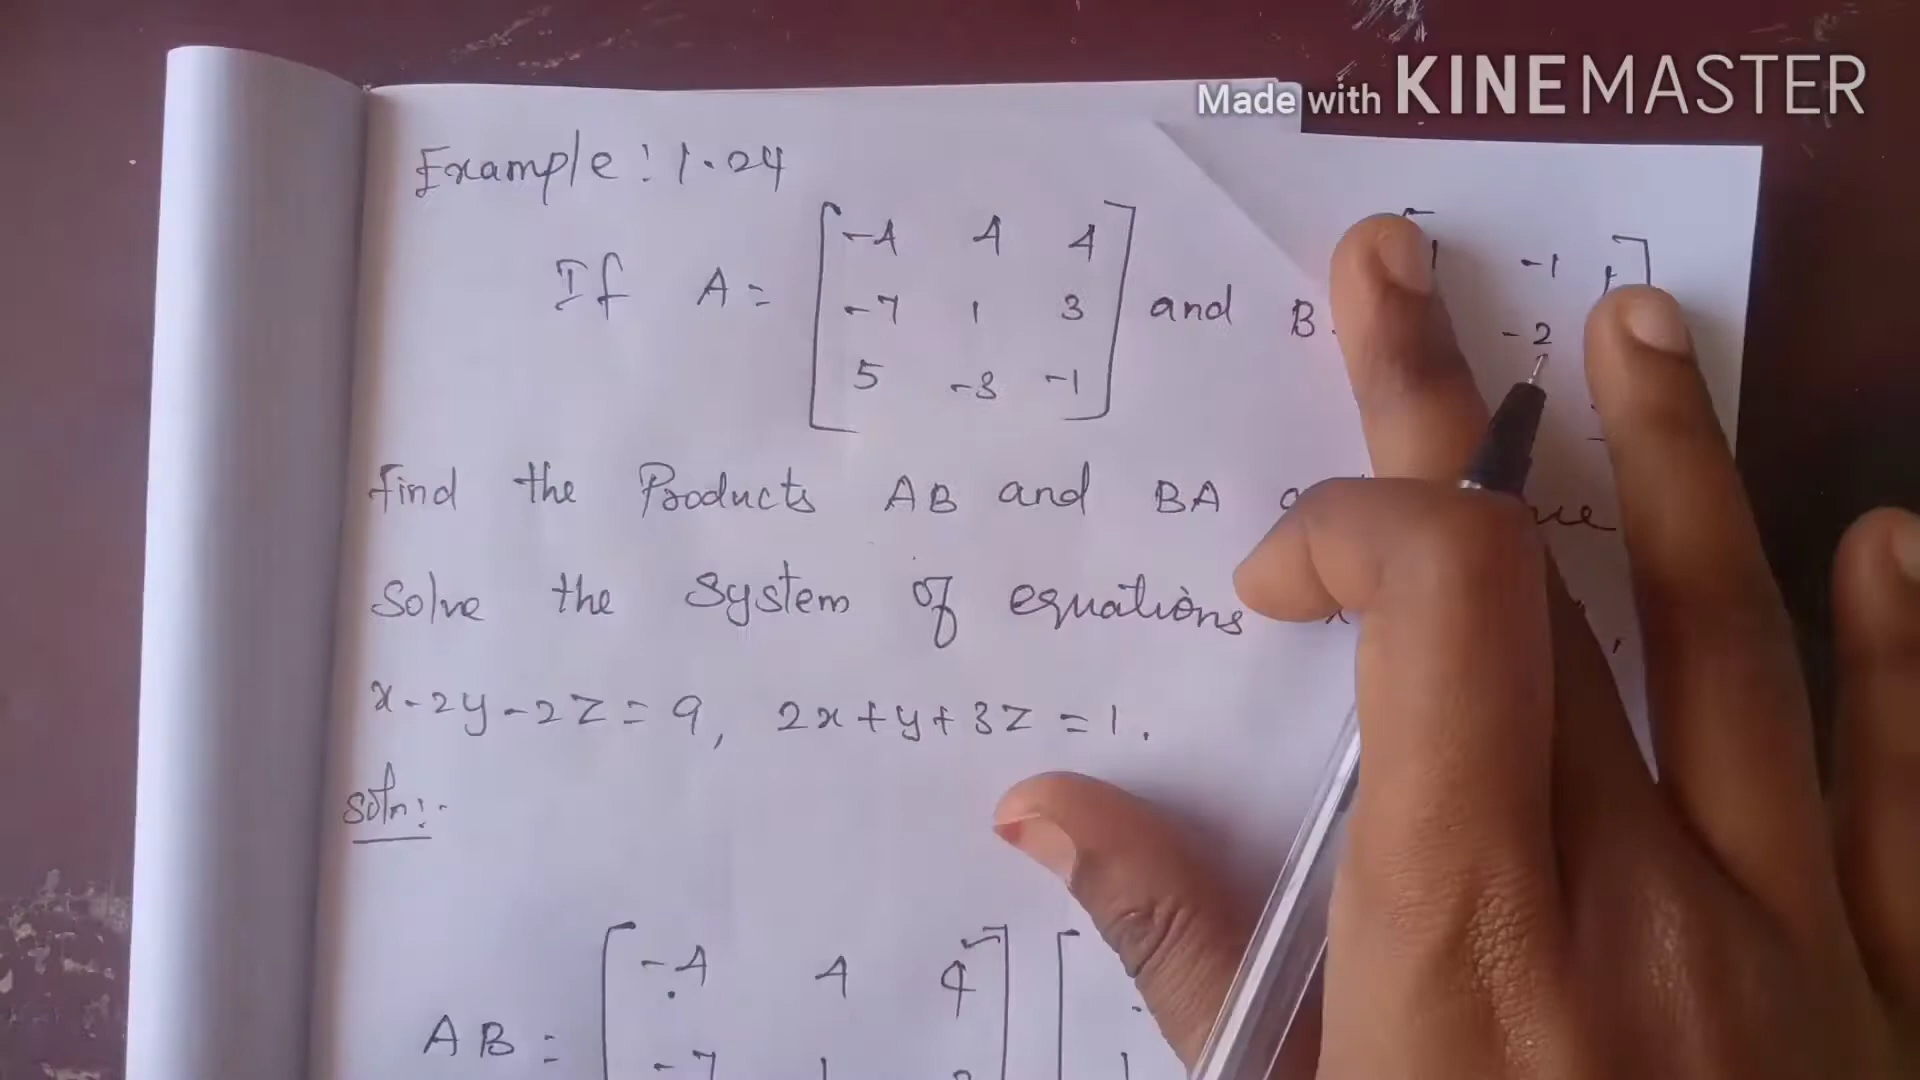 Made with KINEMASTER
Example: 1.24
-4 4 4 -1
If A = -7 1 3 and B -2
5 -3 -1
find the Products AB and BA
Solve the System of equations
x-2y-2z=9, 2x+y+3z=1.
Soln:-
-4 4 4
AB =
-7 1